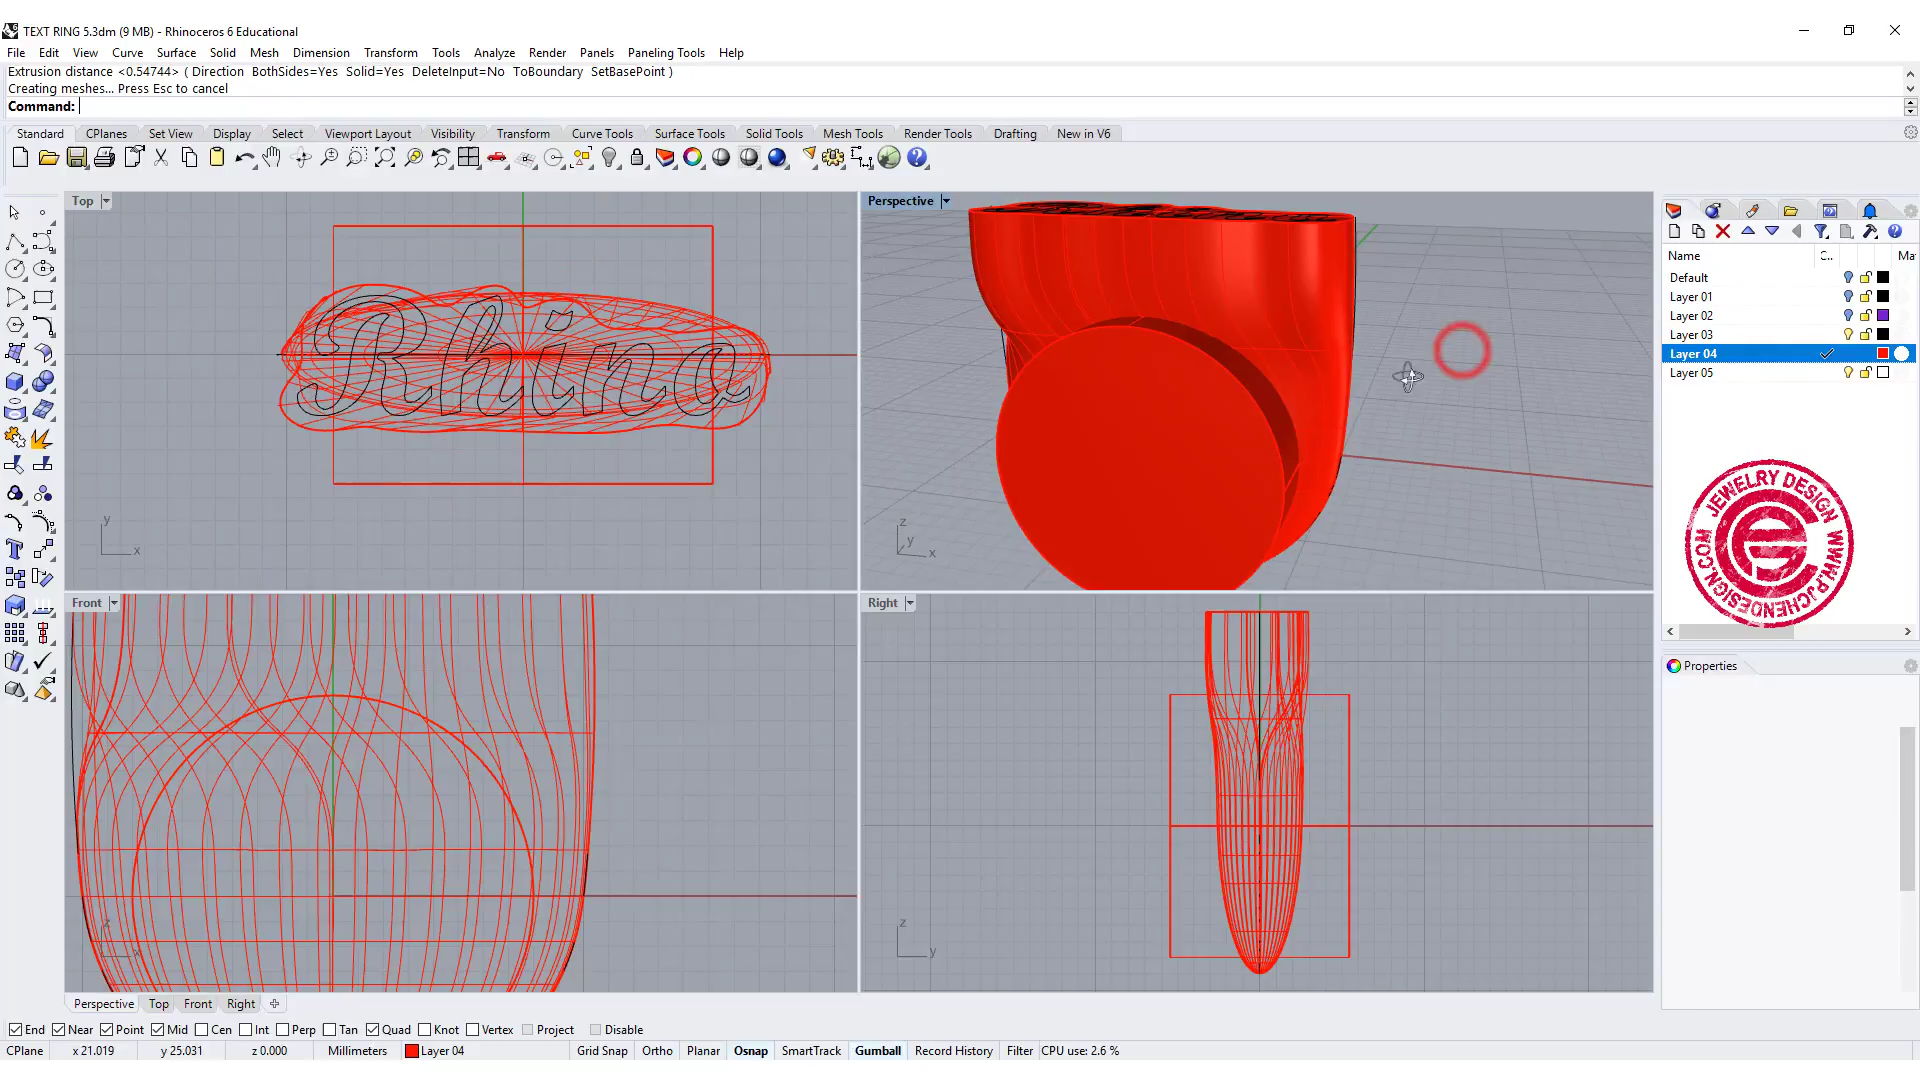 TEXT RING 5.3dm (9 MB) - Rhinoceros 6 Educational
File Edit View Curve Surface Solid Mesh Dimension Transform Tools Analyze Render Panels Paneling Tools Help
Extrusion distance <0.54744> ( Direction BothSides=Yes Solid=Yes DeleteInput=No ToBoundary SetBasePoint )
Creating meshes... Press Esc to cancel
Command:
Standard CPlanes Set View Display Select Viewport Layout Visibility Transform Curve Tools Surface Tools Solid Tools Mesh Tools Render Tools Drafting New in V6
Top
Rhino
y
x
Perspective
z
y
x
Front
z
x
Right
z
y
Name C... Ma
Default
Layer 01
Layer 02
Layer 03
Layer 04
Layer 05
JEWELRY DESIGN
WWW.PJCHENDESIGN.COM
Properties
Perspective Top Front Right
End Near Point Mid Cen Int Perp Tan Quad Knot Vertex Project Disable
CPlane x 21.019 y 25.031 z 0.000 Millimeters Layer 04 Grid Snap Ortho Planar Osnap SmartTrack Gumball Record History Filter CPU use: 2.6 %